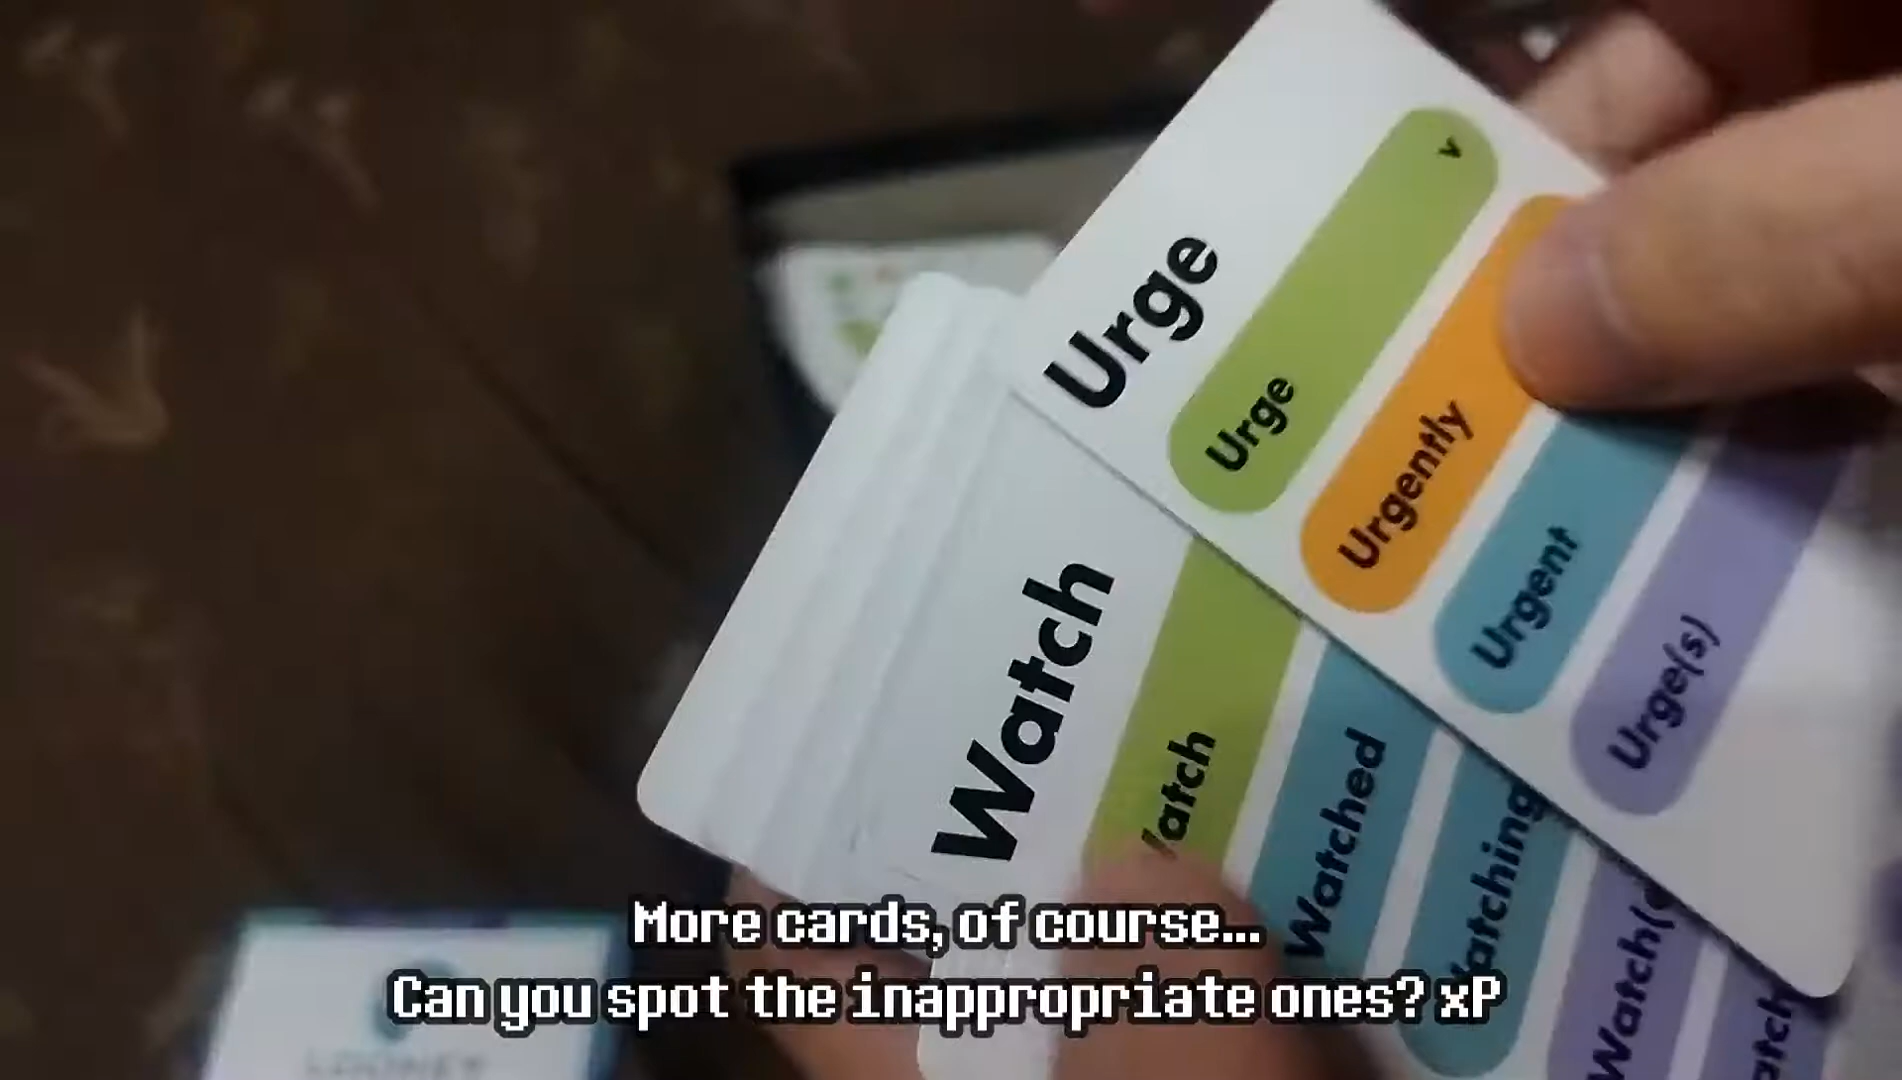 Urge
Urge v
Urgently
Urgent
Urge(s)
Watch
Watched
More cards, of course...
Can you spot the inappropriate ones? xP